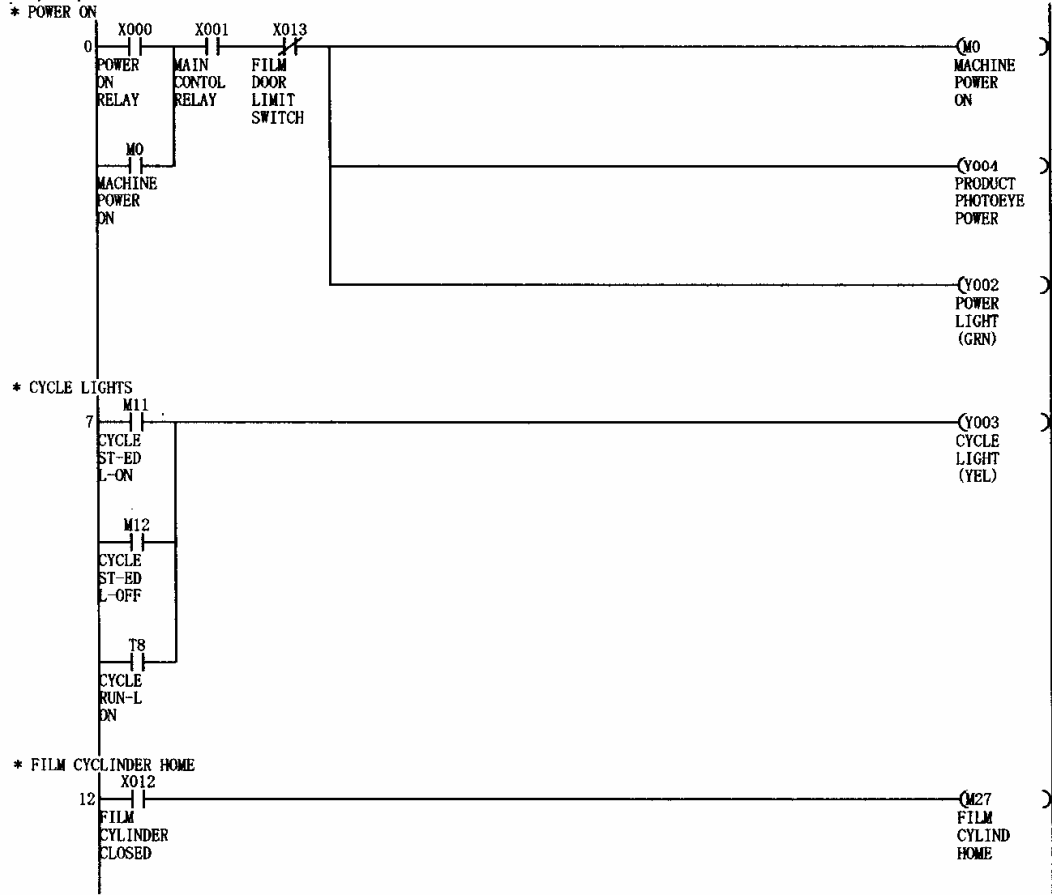 * POWER ON
X000 X001 X013
0 (M0 )
POWER MAIN FILM MACHINE
ON CONTOL DOOR POWER
RELAY RELAY LIMIT ON
SWITCH
M0
(Y004 )
MACHINE PRODUCT
POWER PHOTOEYE
ON POWER
(Y002 )
POWER
LIGHT
(GRN)
* CYCLE LIGHTS
M11
7 (Y003 )
CYCLE CYCLE
ST-ED LIGHT
L-ON (YEL)
M12
CYCLE
ST-ED
L-OFF
T8
CYCLE
RUN-L
ON
* FILM CYCLINDER HOME
X012
12 (M27 )
FILM FILM
CYLINDER CYLIND
CLOSED HOME